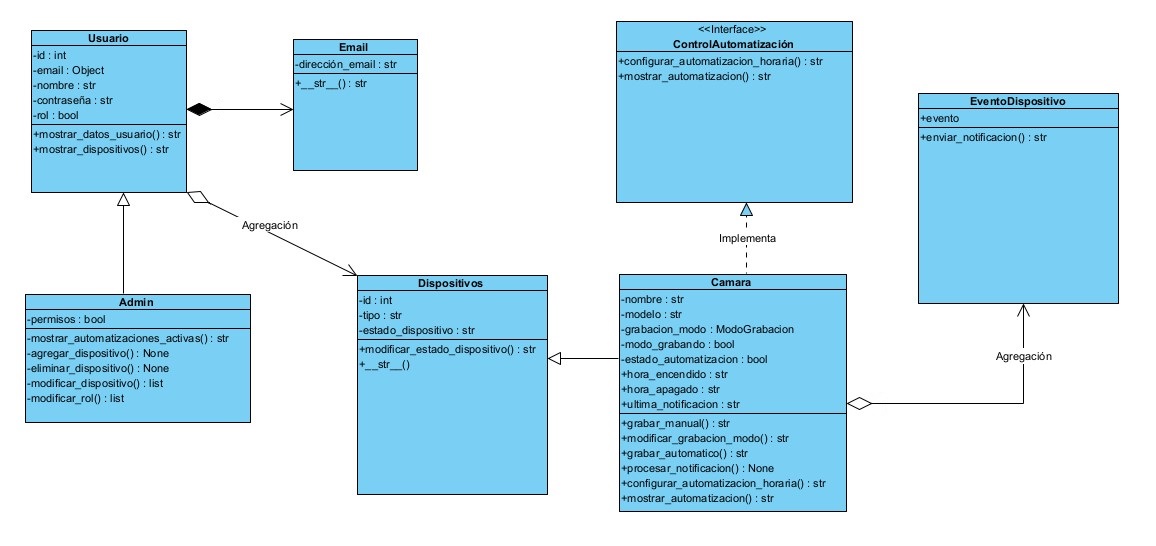 Usuario
-id : int
-email : Object
-nombre : str
-contraseña : str
-rol : bool
+mostrar_datos_usuario() : str
+mostrar_dispositivos() : str
Email
-dirección_email : str
+__str__() : str
<<Interface>>
ControlAutomatización
+configurar_automatizacion_horaria() : str
+mostrar_automatizacion() : str
EventoDispositivo
+evento
+enviar_notificacion() : str
Agregación
Implementa
Admin
-permisos : bool
-mostrar_automatizaciones_activas() : str
-agregar_dispositivo() : None
-eliminar_dispositivo() : None
-modificar_dispositivo() : list
-modificar_rol() : list
Dispositivos
-id : int
-tipo : str
-estado_dispositivo : str
+modificar_estado_dispositivo() : str
+__str__()
Camara
-nombre : str
-modelo : str
-grabacion_modo : ModoGrabacion
-modo_grabando : bool
-estado_automatizacion : bool
+hora_encendido : str
+hora_apagado : str
+ultima_notificacion : str
+grabar_manual() : str
+modificar_grabacion_modo() : str
+grabar_automatico() : str
+procesar_notificacion() : None
+configurar_automatizacion_horaria() : str
+mostrar_automatizacion() : str
Agregación